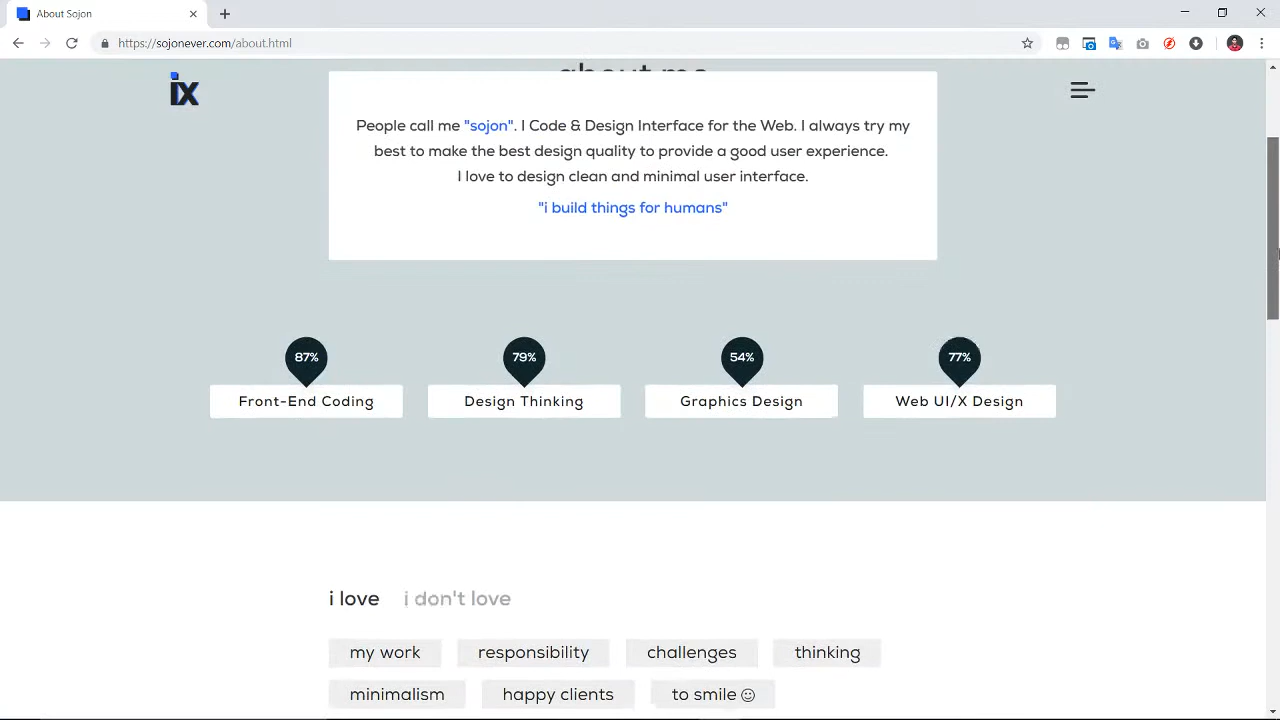 About Sojon
https://sojonever.com/about.html
about me
ix
People call me "sojon". I Code & Design Interface for the Web. I always try my
best to make the best design quality to provide a good user experience.
I love to design clean and minimal user interface.
"i build things for humans"
87% 79% 54% 77%
Front-End Coding Design Thinking Graphics Design Web UI/X Design
i love i don't love
my work responsibility challenges thinking
minimalism happy clients to smile ☺